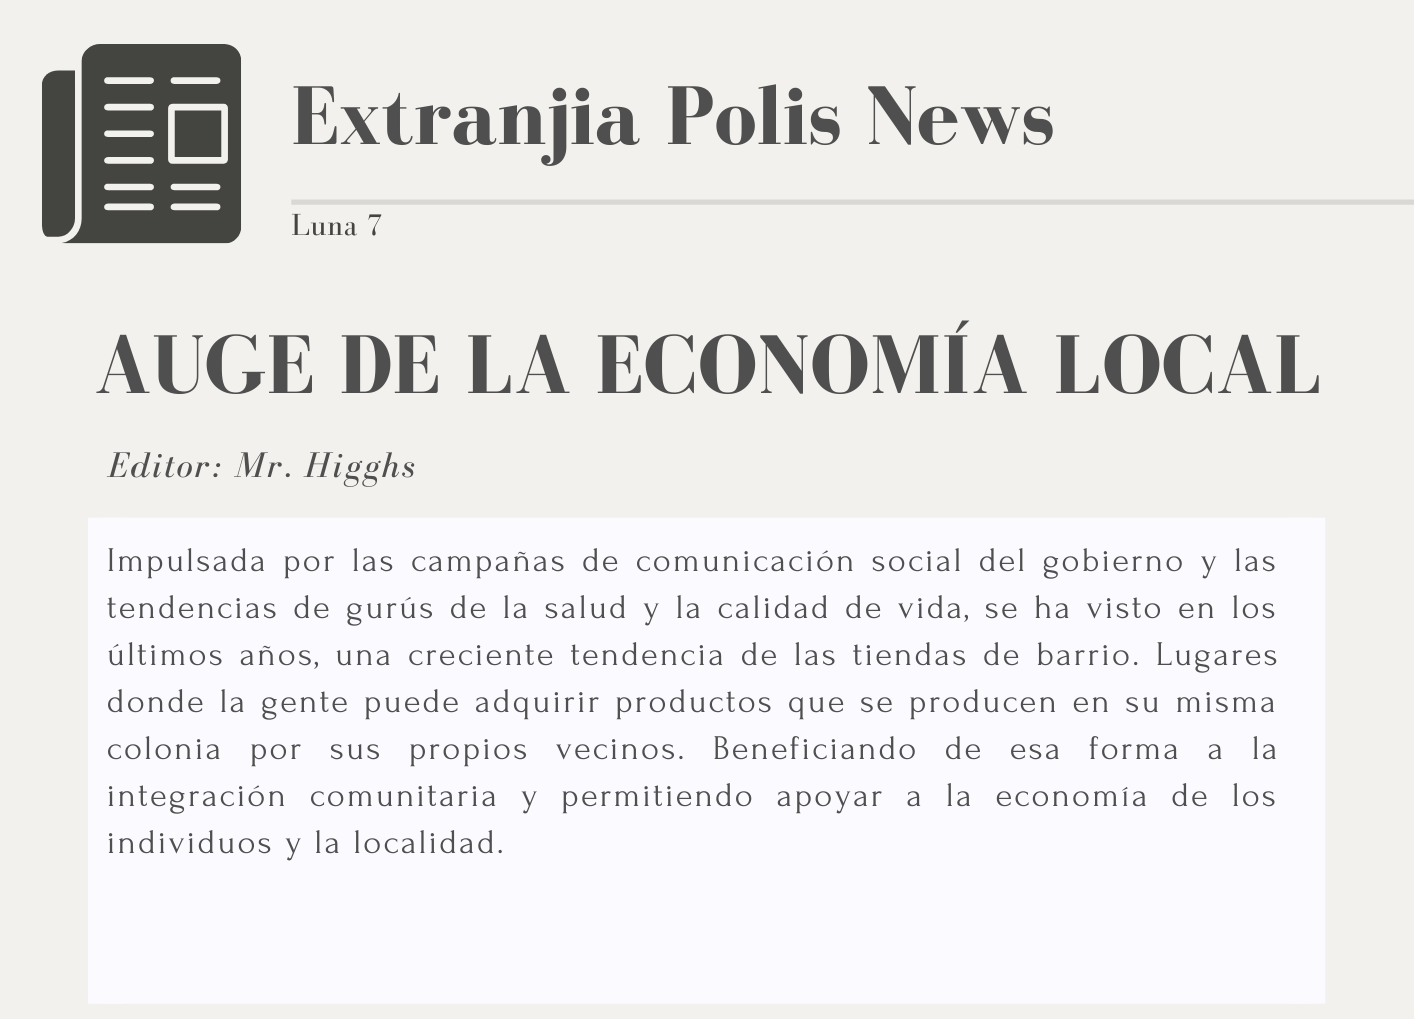 Extranjia Polis News
Luna 7
AUGE DE LA ECONOMÍA LOCAL
Editor: Mr. Higghs
Impulsada por las campañas de comunicación social del gobierno y las
tendencias de gurús de la salud y la calidad de vida, se ha visto en los
últimos años, una creciente tendencia de las tiendas de barrio. Lugares
donde la gente puede adquirir productos que se producen en su misma
colonia por sus propios vecinos. Beneficiando de esa forma a la
integración comunitaria y permitiendo apoyar a la economía de los
individuos y la localidad.